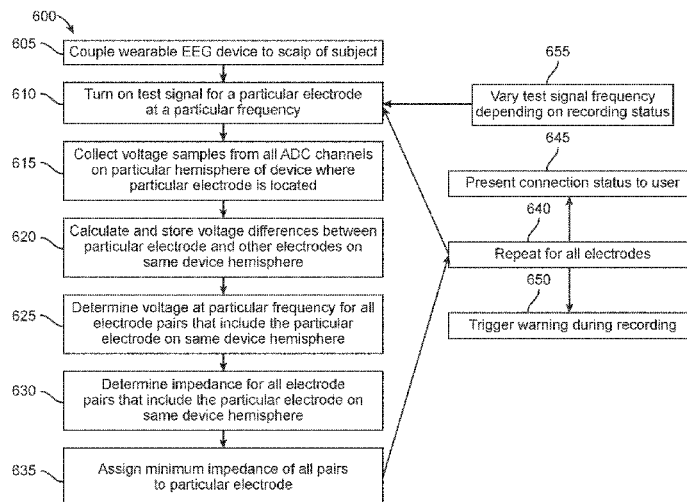 600
605
Couple wearable EEG device to scalp of subject
610
Turn on test signal for a particular electrode
at a particular frequency
615
Collect voltage samples from all ADC channels
on particular hemisphere of device where
particular electrode is located
620
Calculate and store voltage differences between
particular electrode and other electrodes on
same device hemisphere
625
Determine voltage at particular frequency for all
electrode pairs that include the particular
electrode on same device hemisphere
630
Determine impedance for all electrode
pairs that include the particular electrode on
same device hemisphere
635
Assign minimum impedance of all pairs
to particular electrode
655
Vary test signal frequency
depending on recording status
645
Present connection status to user
640
Repeat for all electrodes
650
Trigger warning during recording